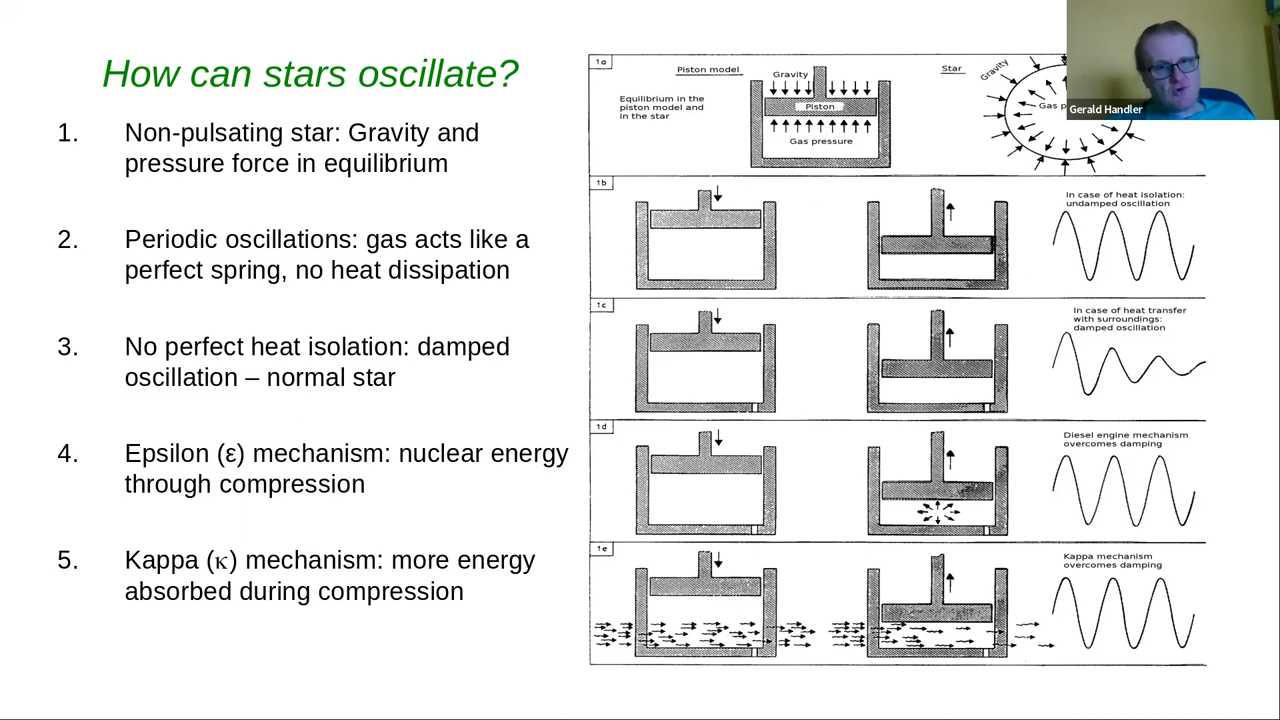 How can stars oscillate?
1. Non-pulsating star: Gravity and
pressure force in equilibrium
2. Periodic oscillations: gas acts like a
perfect spring, no heat dissipation
3. No perfect heat isolation: damped
oscillation – normal star
4. Epsilon (ε) mechanism: nuclear energy
through compression
5. Kappa (κ) mechanism: more energy
absorbed during compression
1a
Piston model
Gravity
Star
Gravity
Equilibrium in the
piston model and
in the star
Piston
Gas pressure
Gas p
Gerald Handler
1b
In case of heat isolation:
undamped oscillation
1c
In case of heat transfer
with surroundings:
damped oscillation
1d
Diesel engine mechanism
overcomes damping
1e
Kappa mechanism
overcomes damping